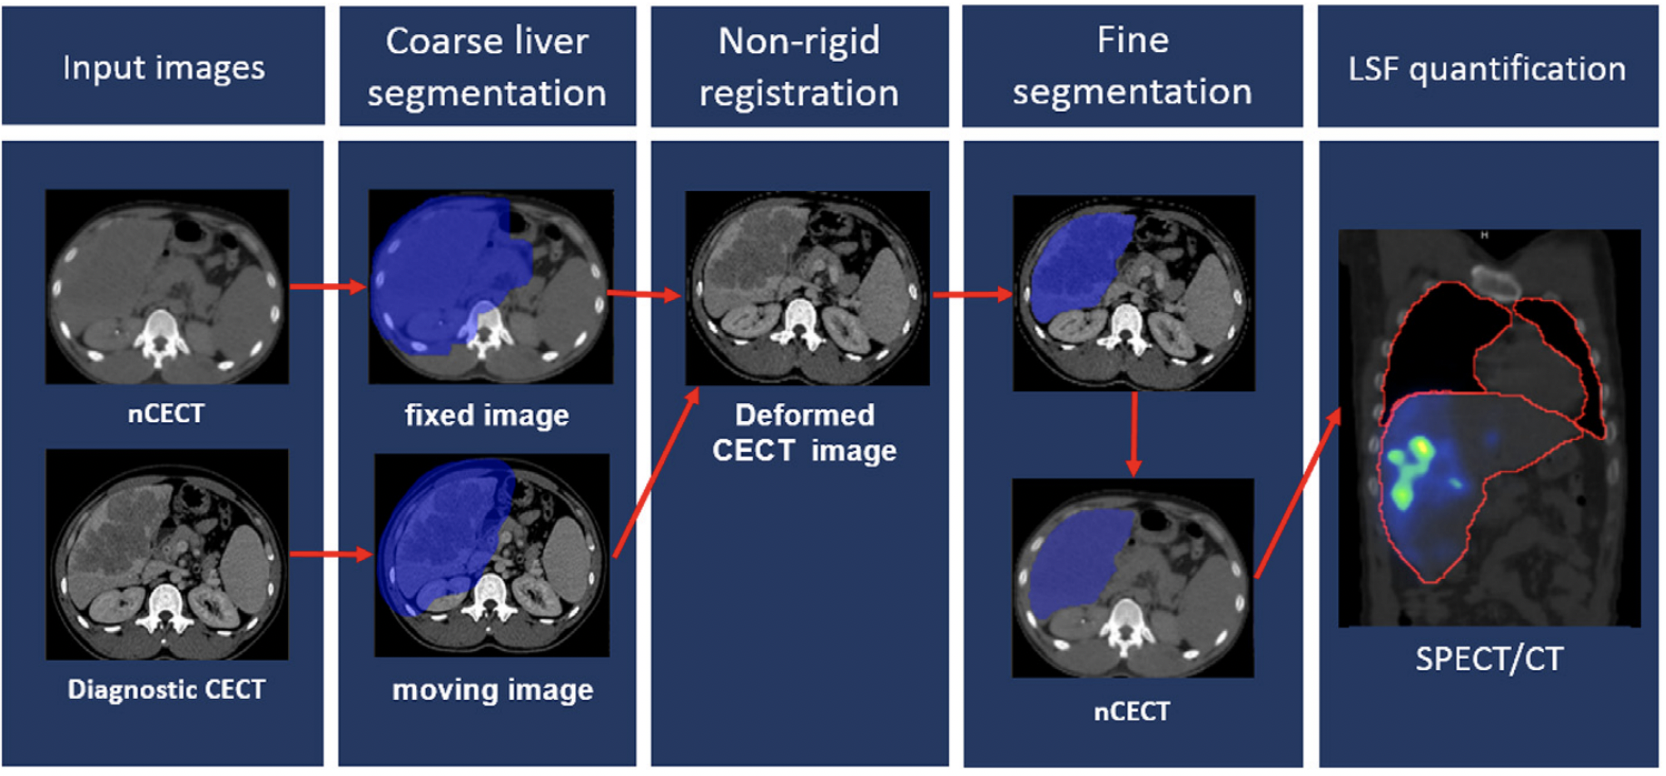 Input images
Coarse liver
segmentation
Non-rigid
registration
Fine
segmentation
LSF quantification
nCECT
Diagnostic CECT
fixed image
moving image
Deformed
CECT image
nCECT
H
SPECT/CT